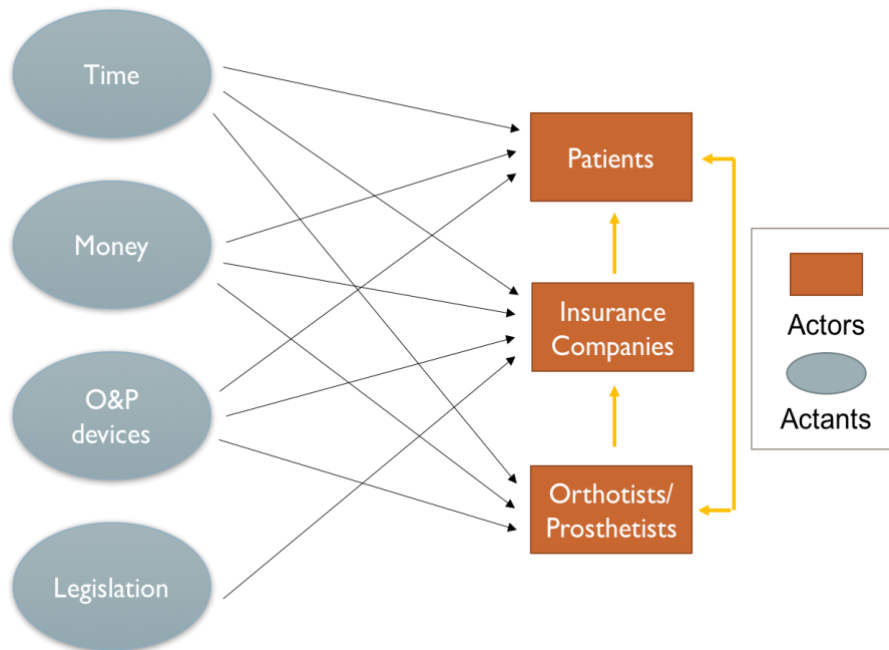 Time
Money
O&P
devices
Legislation
Patients
Insurance
Companies
Orthotists/
Prosthetists
Actors
Actants